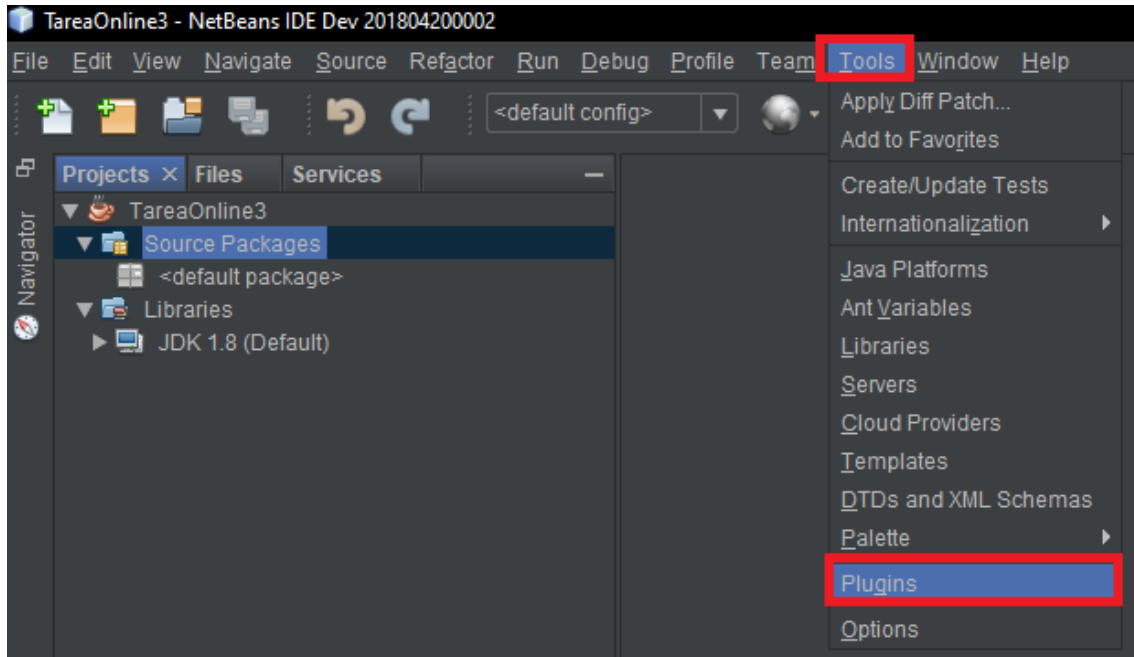 TareaOnline3 - NetBeans IDE Dev 201804200002
File Edit View Navigate Source Refactor Run Debug Profile Team Tools Window Help
<default config>
Apply Diff Patch...
Add to Favorites
Create/Update Tests
Internationalization
Java Platforms
Ant Variables
Libraries
Servers
Cloud Providers
Templates
DTDs and XML Schemas
Palette
Plugins
Options
Projects Files Services
TareaOnline3
Source Packages
<default package>
Libraries
JDK 1.8 (Default)
Navigator